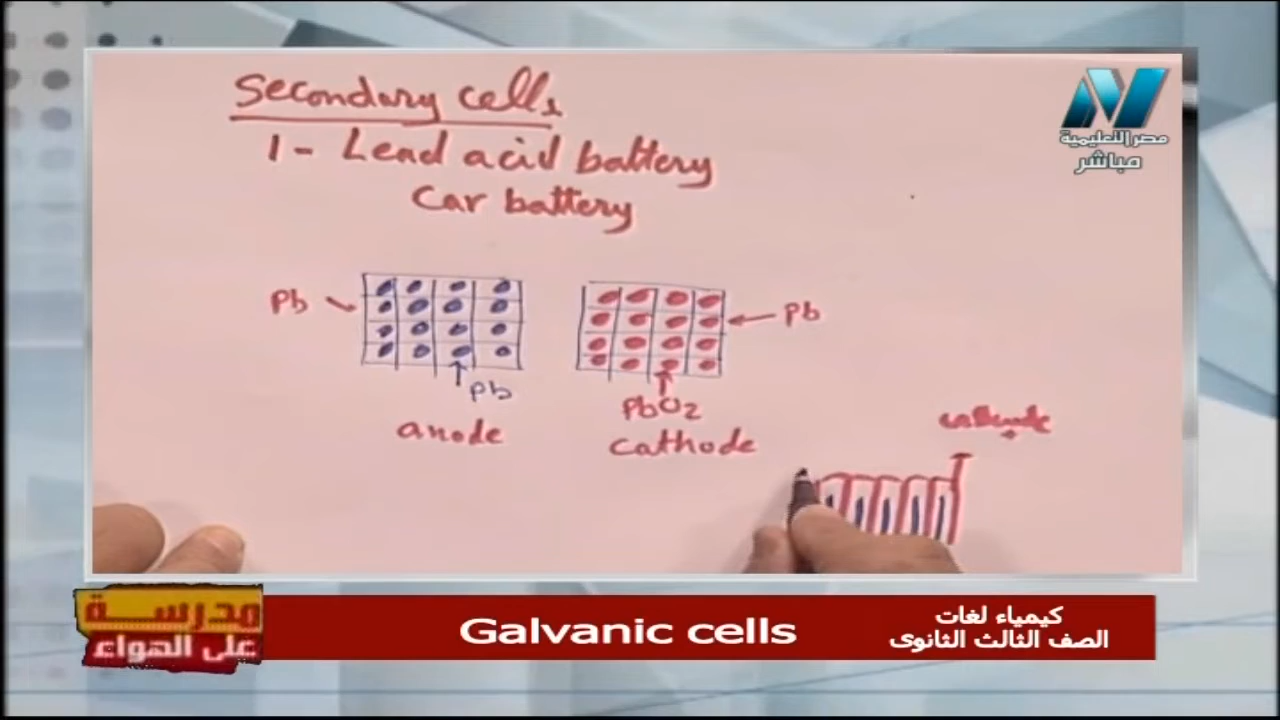 Secondary cells
1 - Lead acid battery
Car battery
مصر التعليمية
مباشر
Pb
Pb
Pb
PbO2
anode
cathode
cathode
+
مدرسة
على الهواء
Galvanic cells
كيمياء لغات
الصف الثالث الثانوى